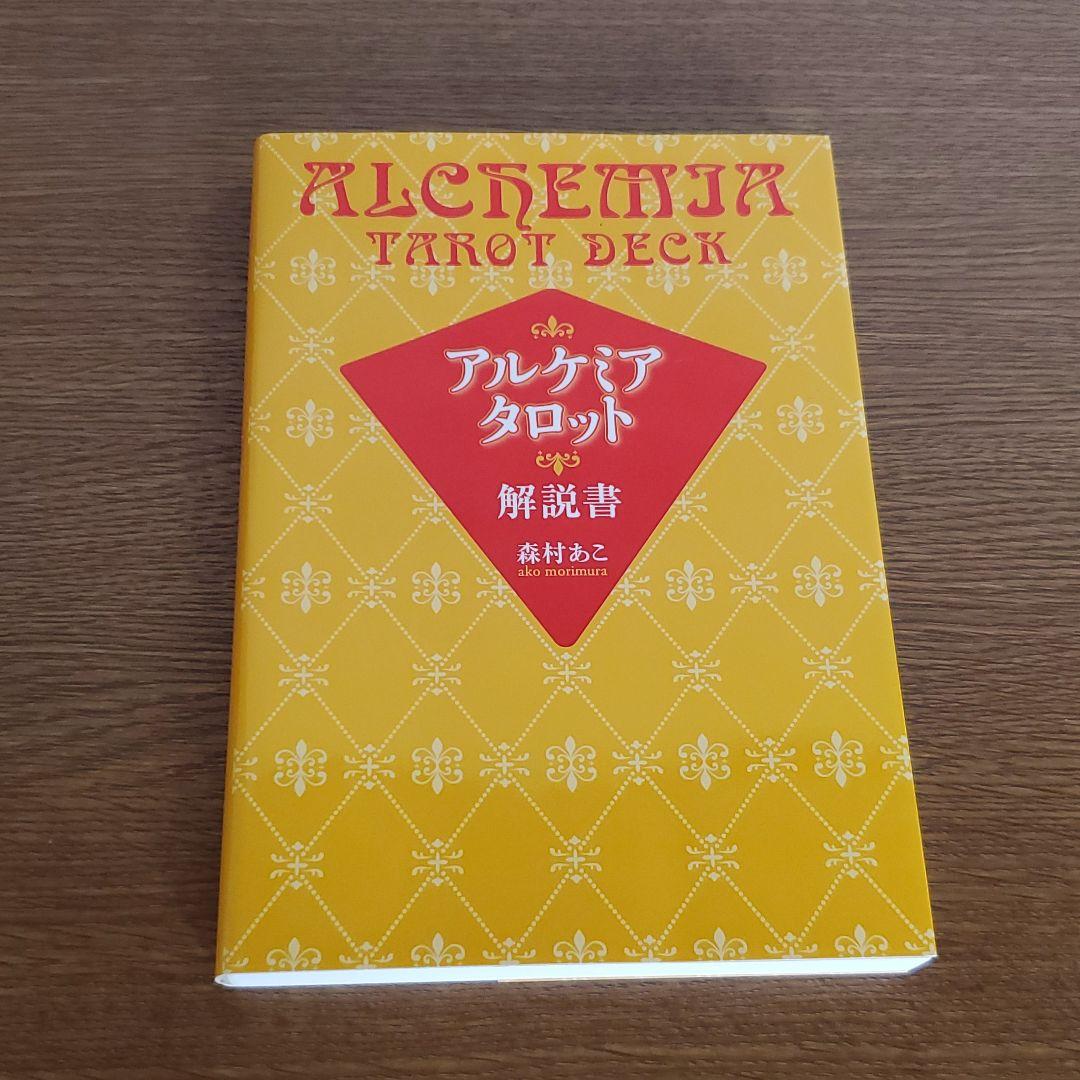 ALCHEMIA
TAROT DECK
アルケミア
タロット
解説書
森村あこ
ako morimura